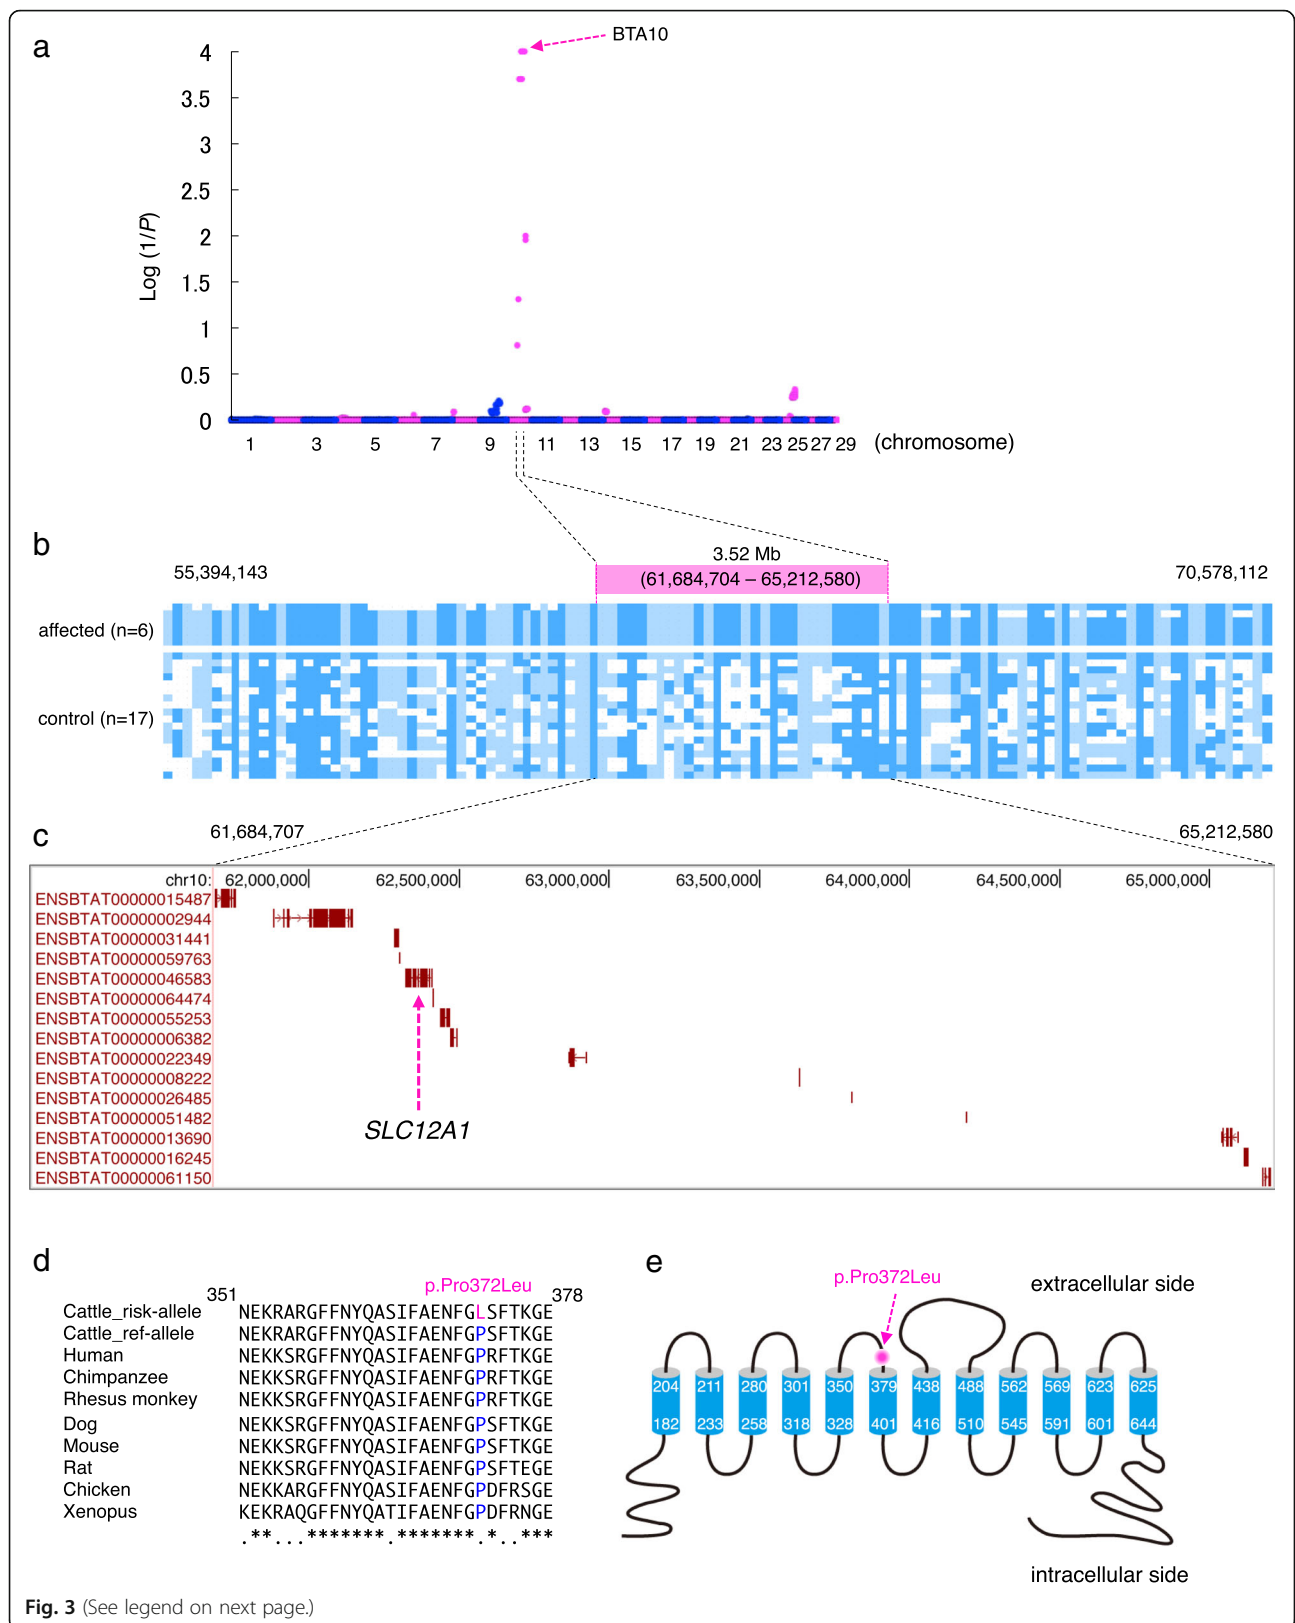 a
BTA10
4
3.5
3
2.5
2
1.5
1
0.5
0
Log (1/P)
1 3 5 7 9 11 13 15 17 19 21 23 25 27 29 (chromosome)
b
3.52 Mb
55,394,143 (61,684,704 – 65,212,580) 70,578,112
affected (n=6)
control (n=17)
c
61,684,707 65,212,580
chr10: 62,000,000 62,500,000 63,000,000 63,500,000 64,000,000 64,500,000 65,000,000
ENSBTAT00000015487
ENSBTAT00000002944
ENSBTAT00000031441
ENSBTAT00000059763
ENSBTAT00000046583
ENSBTAT00000064474
ENSBTAT00000055253
ENSBTAT00000006382
ENSBTAT00000022349
ENSBTAT00000008222
ENSBTAT00000026485
ENSBTAT00000051482
ENSBTAT00000013690
ENSBTAT00000016245
ENSBTAT00000061150
SLC12A1
d
p.Pro372Leu
351 378
Cattle_risk-allele NEKRARGFFNYQASIFAENFGLSFTKGE
Cattle_ref-allele NEKRARGFFNYQASIFAENFGPSFTKGE
Human NEKKSRGFFNYQASIFAENFGPRFTKGE
Chimpanzee NEKKSRGFFNYQASIFAENFGPRFTKGE
Rhesus monkey NEKKSRGFFNYQASIFAENFGPRFTKGE
Dog NEKKSRGFFNYQASIFAENFGPSFTKGE
Mouse NEKKSRGFFNYQASIFAENFGPSFTKGE
Rat NEKKSRGFFNYQASIFAENFGPSFTEGE
Chicken NEKKARGFFNYQASIFAENFGPDFRSGE
Xenopus KEKRAQGFFNYQATIFAENFGPDFRNGE
.**...*******.*******.*..***
e
p.Pro372Leu
extracellular side
204 211 280 301 350 379 438 488 562 569 623 625
182 233 258 318 328 401 416 510 545 591 601 644
intracellular side
Fig. 3 (See legend on next page.)